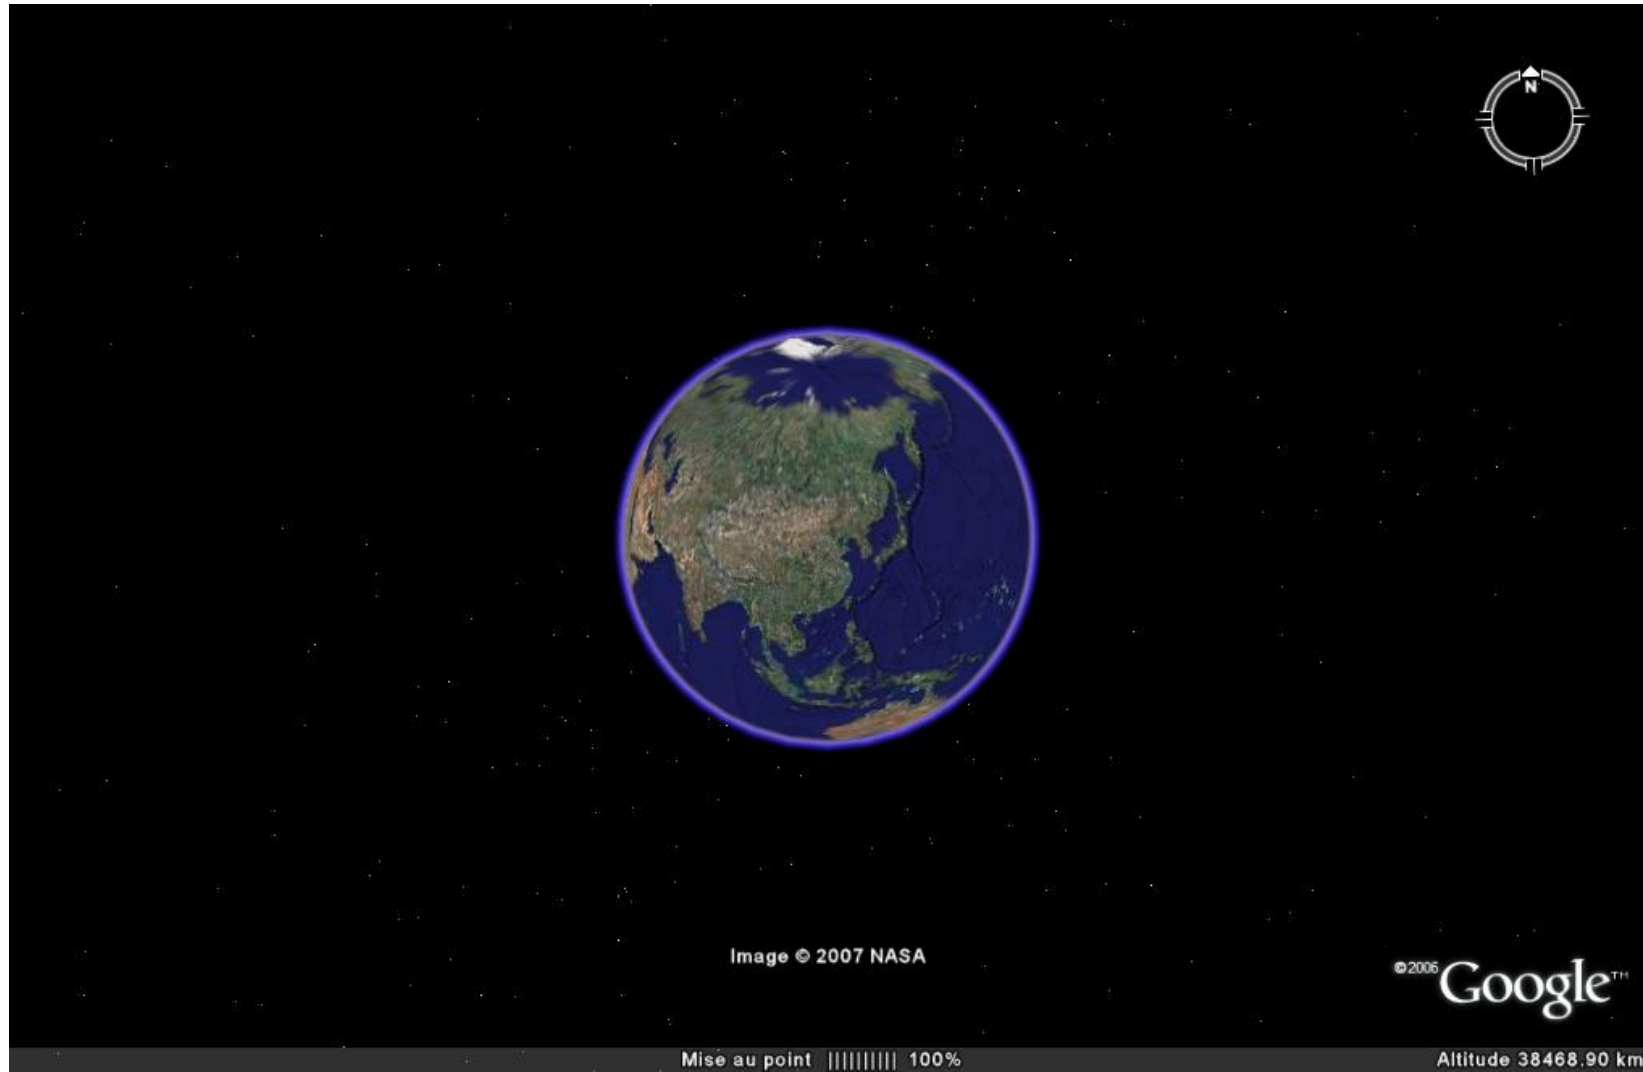 N
Image © 2007 NASA
©2006 Google™
Mise au point |||||||||| 100%
Altitude 38468.90 km